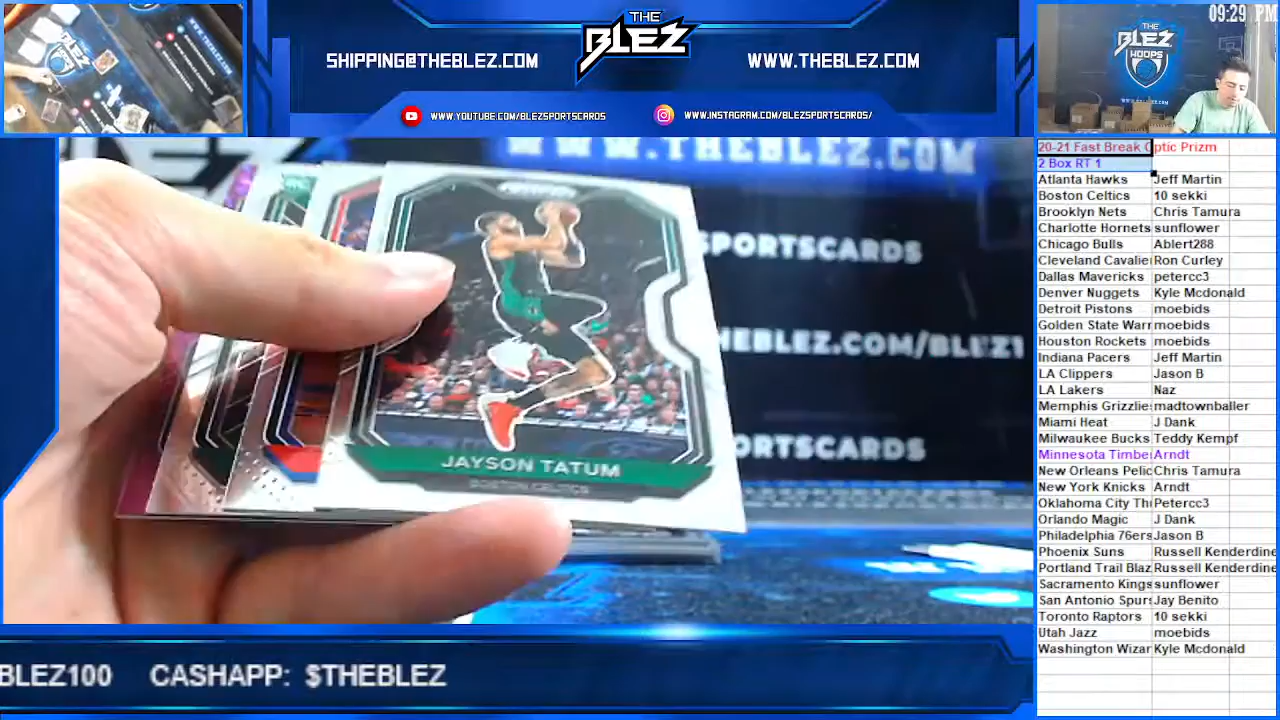 THE
BLEZ
SHIPPING@THEBLEZ.COM
WWW.THEBLEZ.COM
WWW.YOUTUBE.COM/BLEZSPORTSCARDS
WWW.INSTAGRAM.COM/BLEZSPORTSCARDS/
09:29 PM
THE
BLEZ
HOOPS
WWW.THEBLEZ.COM
SPORTSCARDS
HEBLEZ.COM/BLEZ1
ORTSCARDS
JAYSON TATUM
BOSTON CELTICS
20-21 Fast Break Optic Prizm
2 Box RT 1
Atlanta Hawks Jeff Martin
Boston Celtics 10 sekki
Brooklyn Nets Chris Tamura
Charlotte Hornets sunflower
Chicago Bulls Ablert288
Cleveland Cavalie Ron Curley
Dallas Mavericks petercc3
Denver Nuggets Kyle Mcdonald
Detroit Pistons moebids
Golden State Warr moebids
Houston Rockets moebids
Indiana Pacers Jeff Martin
LA Clippers Jason B
LA Lakers Naz
Memphis Grizzlie madtownballer
Miami Heat J Dank
Milwaukee Bucks Teddy Kempf
Minnesota Timbe Arndt
New Orleans Pelic Chris Tamura
New York Knicks Arndt
Oklahoma City Th Petercc3
Orlando Magic J Dank
Philadelphia 76ers Jason B
Phoenix Suns Russell Kenderdine
Portland Trail Blaz Russell Kenderdine
Sacramento Kings sunflower
San Antonio Spurs Jay Benito
Toronto Raptors 10 sekki
Utah Jazz moebids
Washington Wizar Kyle Mcdonald
BLEZ100 CASHAPP: $THEBLEZ